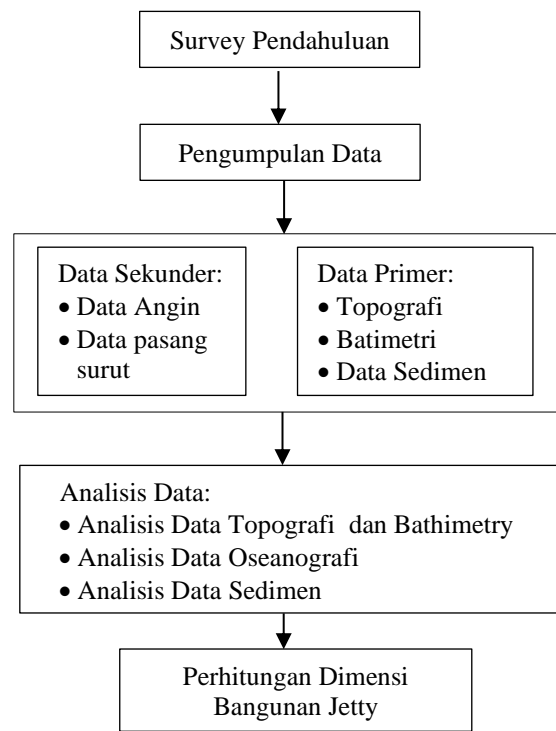 Survey Pendahuluan
Pengumpulan Data
Data Sekunder:
• Data Angin
• Data pasang
surut
Data Primer:
• Topografi
• Batimetri
• Data Sedimen
Analisis Data:
• Analisis Data Topografi dan Bathimetry
• Analisis Data Oseanografi
• Analisis Data Sedimen
Perhitungan Dimensi
Bangunan Jetty